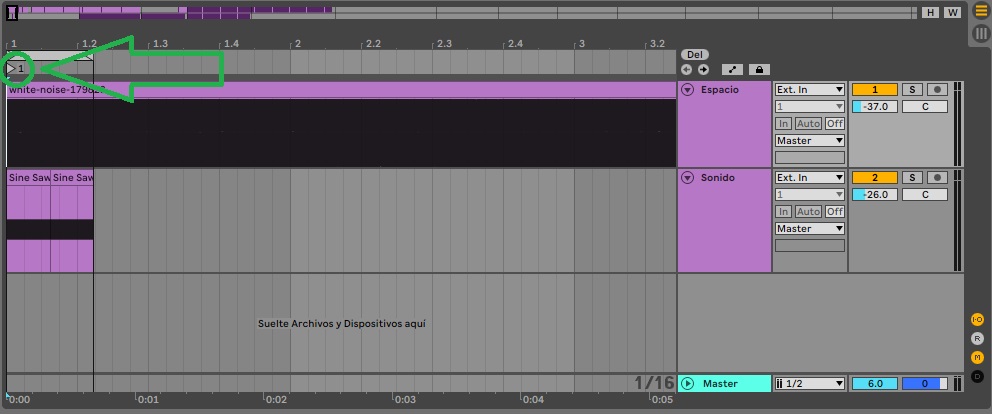 H W
1 1.2 1.3 1.4 2 2.2 2.3 2.4 3 3.2
Del
1
white-noise-179
Espacio
Ext. In
1
S
-37.0
C
1
In Auto Off
Master
Sine Saw Sine Saw
Sonido
Ext. In
2
S
-26.0
C
1
In Auto Off
Master
Suelte Archivos y Dispositivos aquí
I·O
R
M
D
1/16
Master
1/2
6.0
0
0:00 0:01 0:02 0:03 0:04 0:05